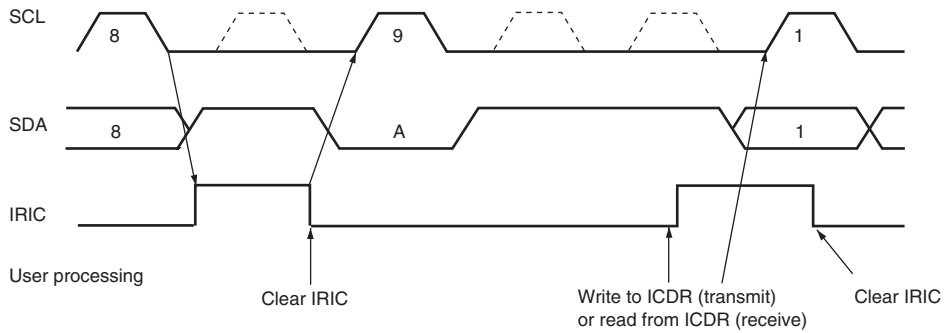 SCL
8
9
1
SDA
8
A
1
IRIC
User processing
Clear IRIC
Write to ICDR (transmit)
or read from ICDR (receive)
Clear IRIC